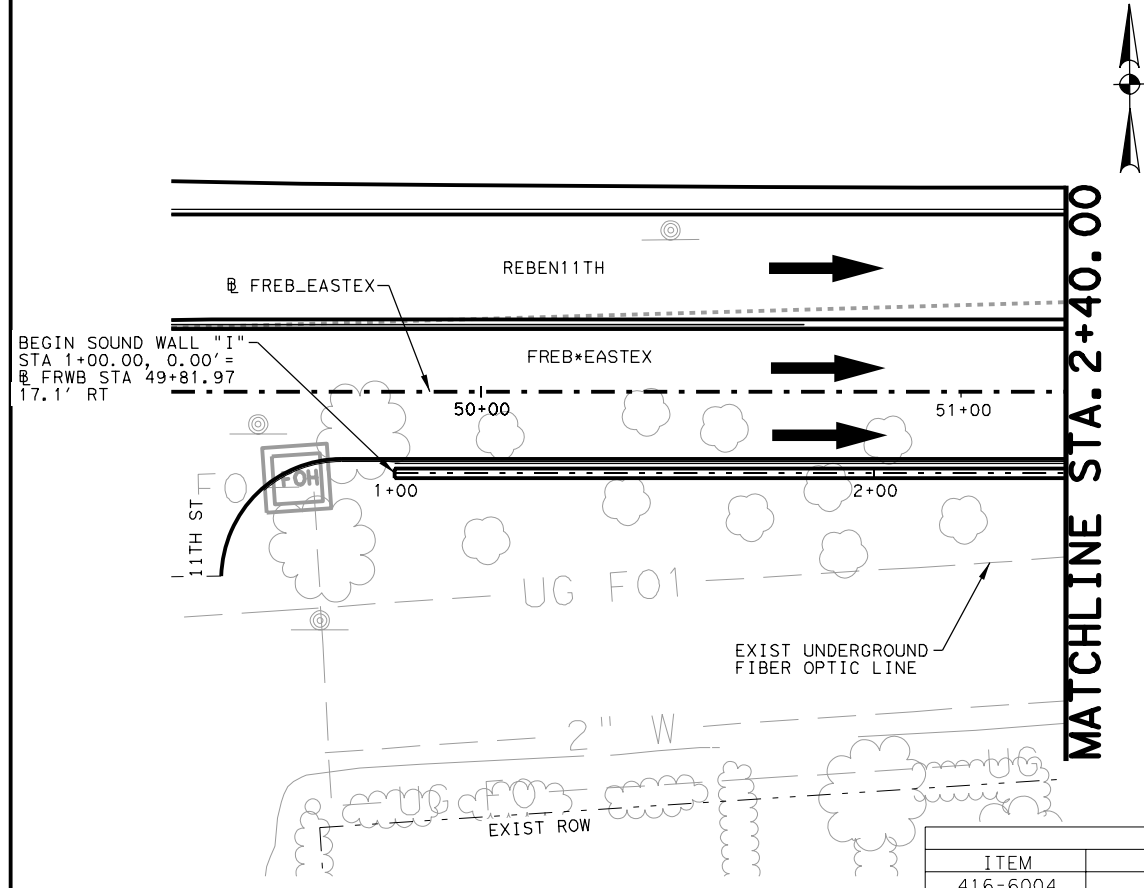 REBEN11TH
℄ FREB_EASTEX
BEGIN SOUND WALL "I"
STA 1+00.00, 0.00'=
℄ FRWB STA 49+81.97
17.1' RT
FREB*EASTEX
50+00
51+00
MATCHLINE STA.2+40.00
FO
FOH
1+00
2+00
11TH ST
UG FO1
EXIST UNDERGROUND
FIBER OPTIC LINE
2" W
UG FO
UG
EXIST ROW
ITEM
416-6004